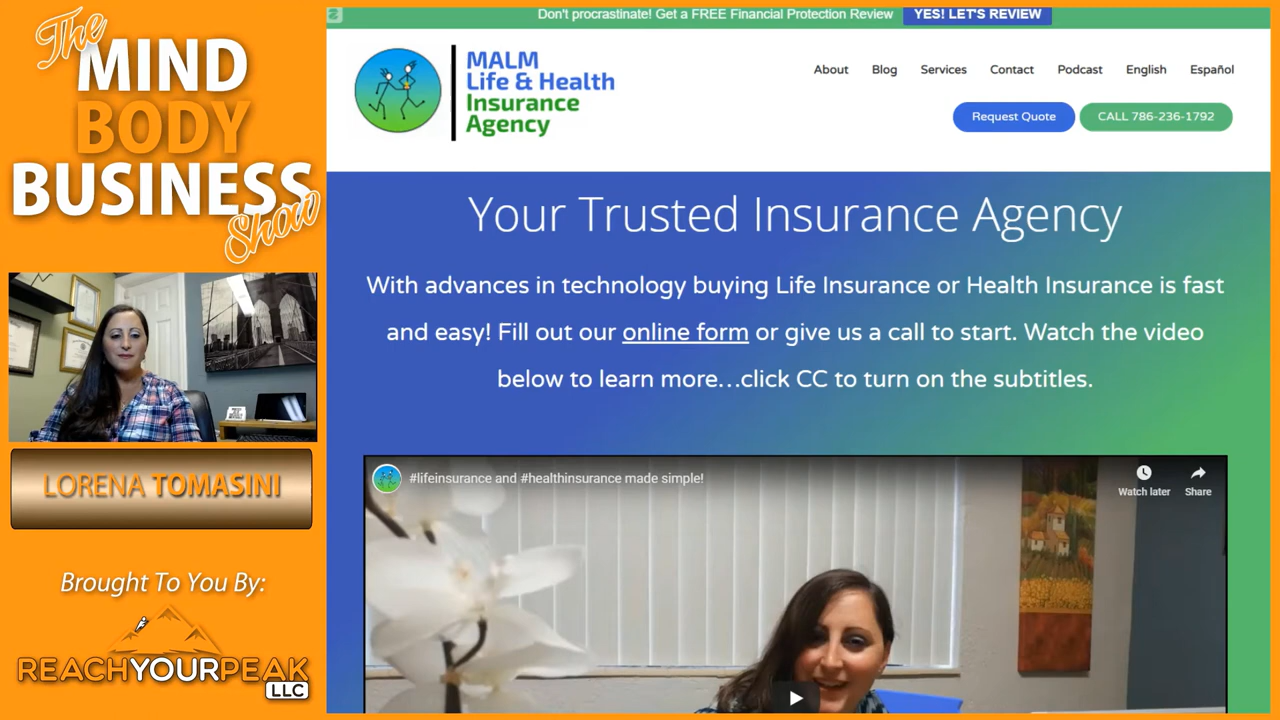 The
MIND
BODY
BUSINESS
Show
LORENA TOMASINI
Brought To You By:
REACHYOURPEAK
LLC
Don't procrastinate! Get a FREE Financial Protection Review YES! LET'S REVIEW
MALM
Life & Health
Insurance
Agency
About Blog Services Contact Podcast English Español
Request Quote CALL 786-236-1792
Your Trusted Insurance Agency
With advances in technology buying Life Insurance or Health Insurance is fast
and easy! Fill out our online form or give us a call to start. Watch the video
below to learn more…click CC to turn on the subtitles.
#lifeinsurance and #healthinsurance made simple!
Watch later Share